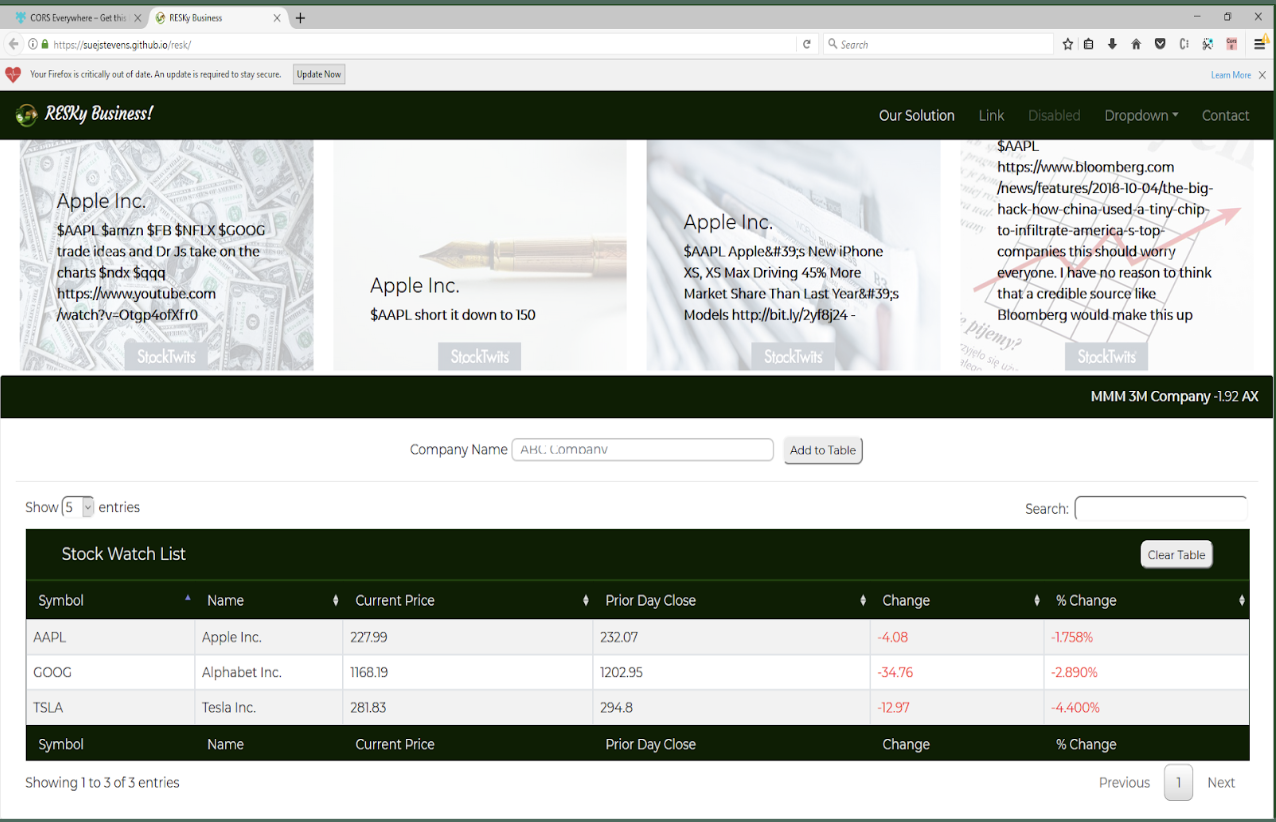 CORS Everywhere – Get this
RESKy Business
https://suejstevens.github.io/resk/
Search
Your Firefox is critically out of date. An update is required to stay secure.
Update Now
Learn More
RESKy Business!
Our Solution
Link
Disabled
Dropdown
Contact
Apple Inc.
$AAPL $amzn $FB $NFLX $GOOG
trade ideas and Dr Js take on the
charts $ndx $qqq
https://www.youtube.com
/watch?v=Otgp4ofXfr0
StockTwits
Apple Inc.
$AAPL short it down to 150
StockTwits
Apple Inc.
$AAPL Apple&#39;s New iPhone
XS, XS Max Driving 45% More
Market Share Than Last Year&#39;s
Models http://bit.ly/2yf8j24 -
StockTwits
$AAPL
https://www.bloomberg.com
/news/features/2018-10-04/the-big-
hack-how-china-used-a-tiny-chip-
to-infiltrate-america-s-top-
companies this should worry
everyone. I have no reason to think
that a credible source like
Bloomberg would make this up
pijemy?
StockTwits
MMM 3M Company -1.92 AX
Company Name
ABC Company
Add to Table
Show 5 entries
Search:
Stock Watch List
Clear Table
Symbol Name Current Price Prior Day Close Change % Change
AAPL Apple Inc. 227.99 232.07 -4.08 -1.758%
GOOG Alphabet Inc. 1168.19 1202.95 -34.76 -2.890%
TSLA Tesla Inc. 281.83 294.8 -12.97 -4.400%
Symbol Name Current Price Prior Day Close Change % Change
Showing 1 to 3 of 3 entries
Previous 1 Next